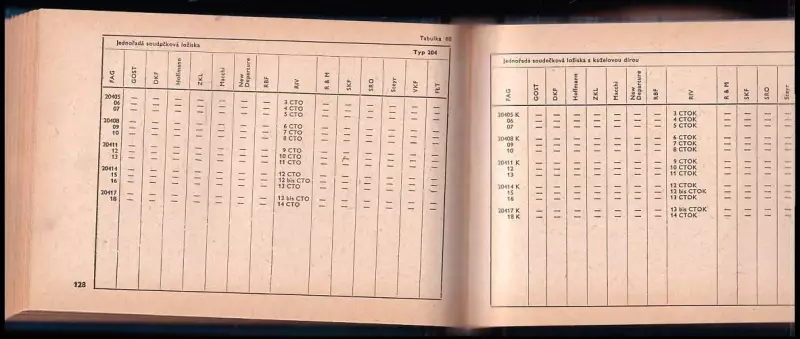 Tabulka 80
Jednořadá soudečková ložiska
Typ 204
FAG GOST DKF Hoffmann ZKL Macchi New Departure RBF RIV R & M SKF SRO Steyr VKF FLT
20405 — — — — — — — 3 CTO — — — — — —
06 — — — — — — — 4 CTO — — — — — —
07 — — — — — — — 5 CTO — — — — — —
20408 — — — — — — — 6 CTO — — — — — —
09 — — — — — — — 7 CTO — — — — — —
10 — — — — — — — 8 CTO — — — — — —
20411 — — — — — — — 9 CTO — — — — — —
12 — — — — — — — 10 CTO — — — — — —
13 — — — — — — — 11 CTO — — — — — —
20414 — — — — — — — 12 CTO — — — — — —
15 — — — — — — — 12 bis CTO — — — — — —
16 — — — — — — — 13 CTO — — — — — —
20417 — — — — — — — 13 bis CTO — — — — — —
18 — — — — — — — 14 CTO — — — — — —
128
Jednořadá soudečková ložiska s kuželovou dírou
FAG GOST DKF Hoffmann ZKL Macchi New Departure RBF RIV R & M SKF SRO Steyr
20405 K — — — — — — — 3 CTOK — — — —
06 — — — — — — — 4 CTOK — — — —
07 — — — — — — — 5 CTOK — — — —
20408 K — — — — — — — 6 CTOK — — — —
09 — — — — — — — 7 CTOK — — — —
10 — — — — — — — 8 CTOK — — — —
20411 K — — — — — — — 9 CTOK — — — —
12 — — — — — — — 10 CTOK — — — —
13 — — — — — — — 11 CTOK — — — —
20414 K — — — — — — — 12 CTOK — — — —
15 — — — — — — — 12 bis CTOK — — — —
16 — — — — — — — 13 CTOK — — — —
20417 K — — — — — — — 13 bis CTOK — — — —
18 K — — — — — — — 14 CTOK — — — —